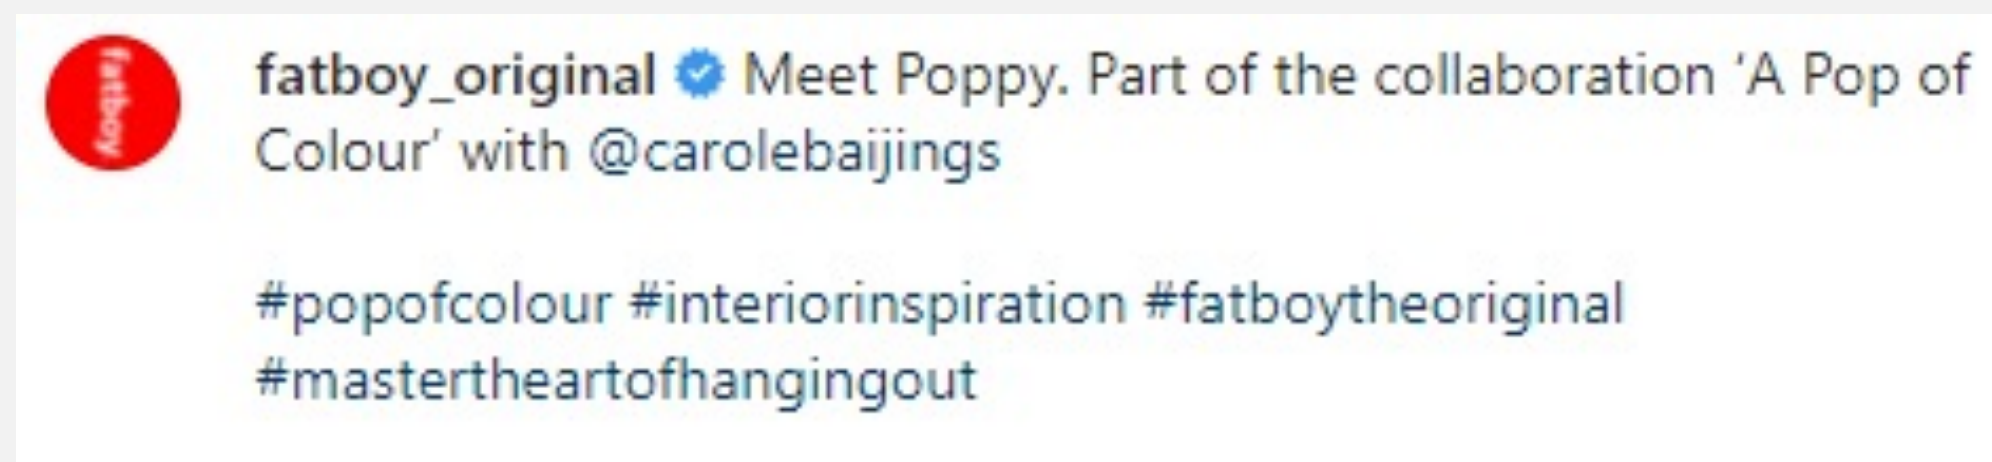 fatboy
fatboy_original Meet Poppy. Part of the collaboration ‘A Pop of
Colour’ with @carolebaijings
#popofcolour #interiorinspiration #fatboytheoriginal
#mastertheartofhangingout